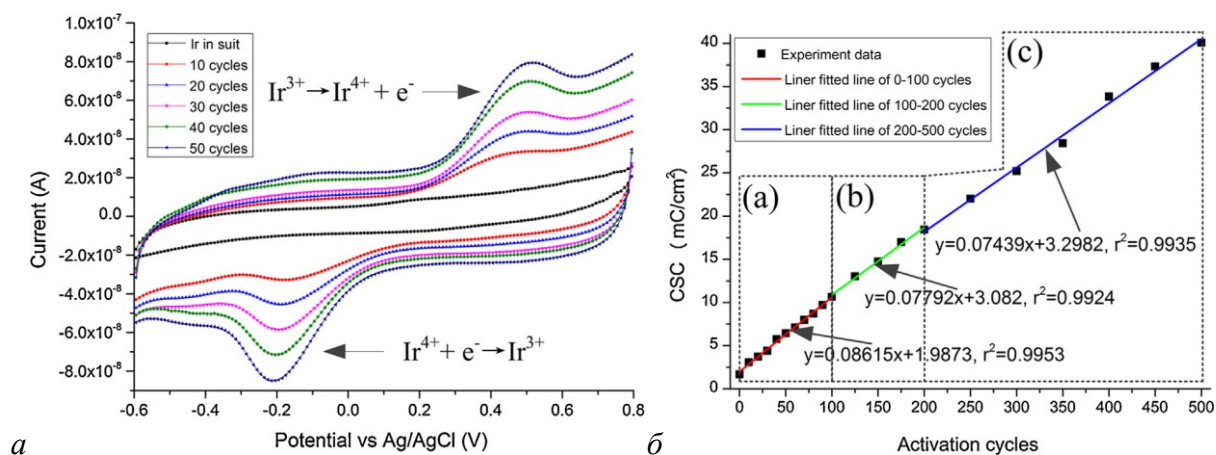 1.0x10⁻⁷
8.0x10⁻⁸
6.0x10⁻⁸
4.0x10⁻⁸
2.0x10⁻⁸
0.0
-2.0x10⁻⁸
-4.0x10⁻⁸
-6.0x10⁻⁸
-8.0x10⁻⁸
Current (A)
Ir in suit
10 cycles
20 cycles
30 cycles
40 cycles
50 cycles
Ir³⁺→Ir⁴⁺ + e⁻
Ir⁴⁺+ e⁻→Ir³⁺
-0.6 -0.4 -0.2 0.0 0.2 0.4 0.6 0.8
Potential vs Ag/AgCl (V)
а
40
35
30
25
20
15
10
5
0
CSC ( mC/cm²)
Experiment data
Liner fitted line of 0-100 cycles
Liner fitted line of 100-200 cycles
Liner fitted line of 200-500 cycles
(a)
(b)
(c)
y=0.07439x+3.2982, r²=0.9935
y=0.07792x+3.082, r²=0.9924
y=0.08615x+1.9873, r²=0.9953
0 50 100 150 200 250 300 350 400 450 500
Activation cycles
б